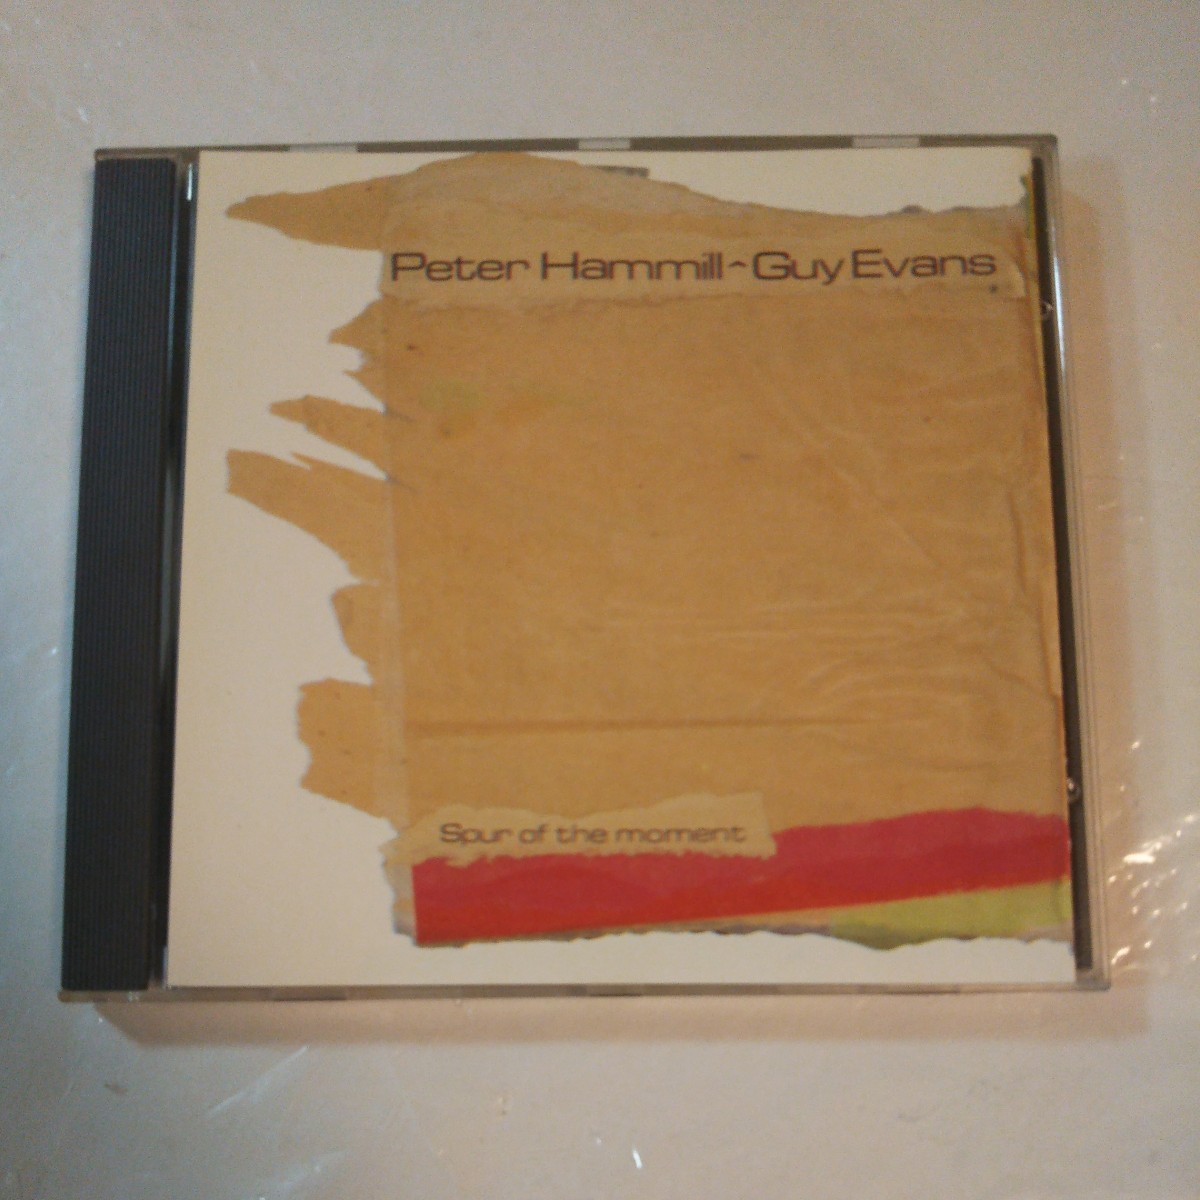 Peter Hammill ^ Guy Evans
Spur of the moment